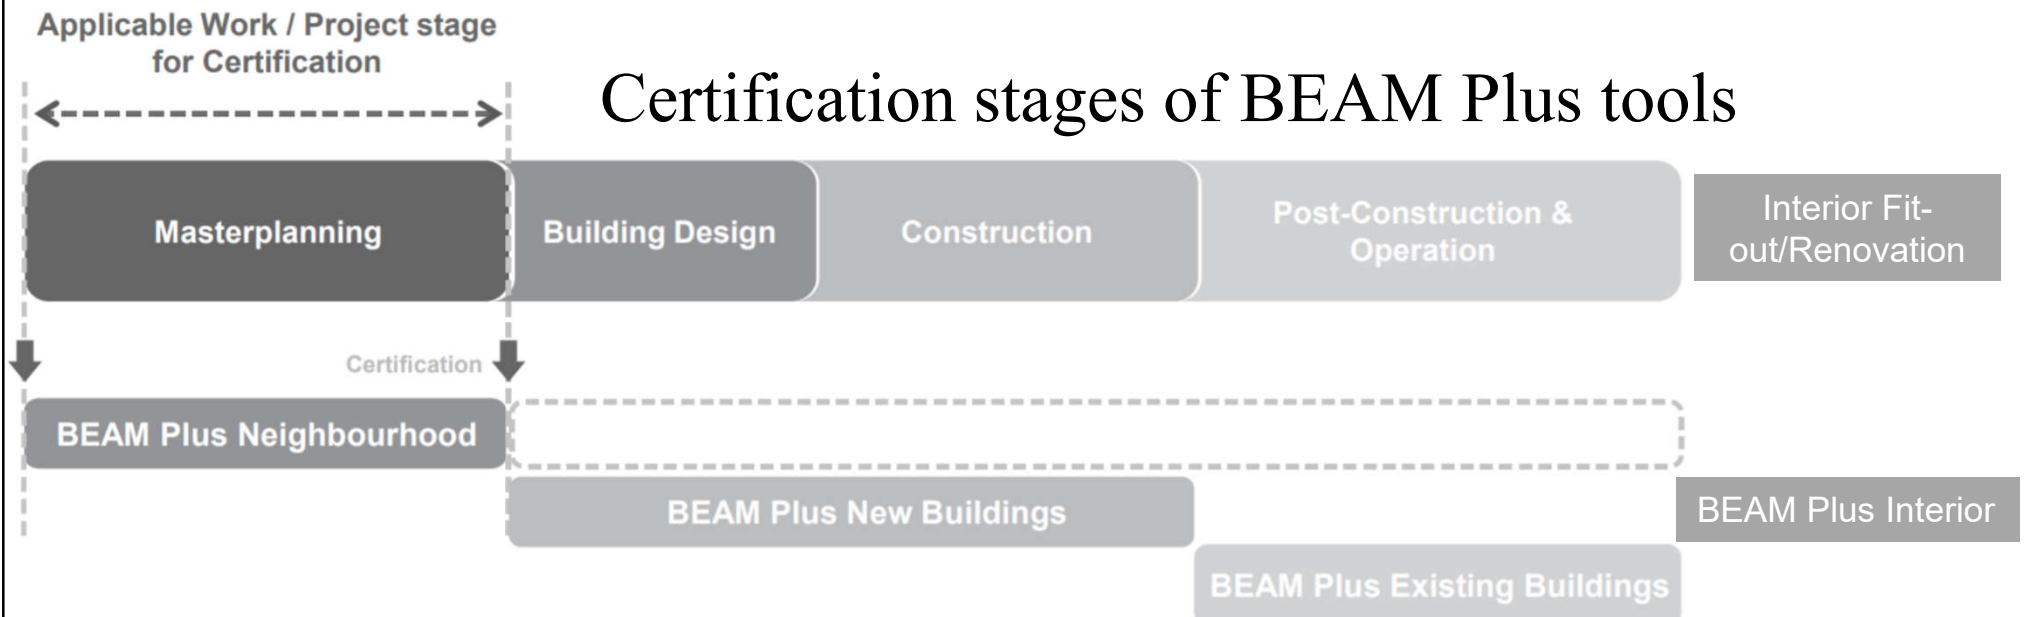 Applicable Work / Project stage
for Certification
Certification stages of BEAM Plus tools
Masterplanning
Building Design
Construction
Post-Construction &
Operation
Interior Fit-
out/Renovation
Certification
BEAM Plus Neighbourhood
BEAM Plus New Buildings
BEAM Plus Interior
BEAM Plus Existing Buildings